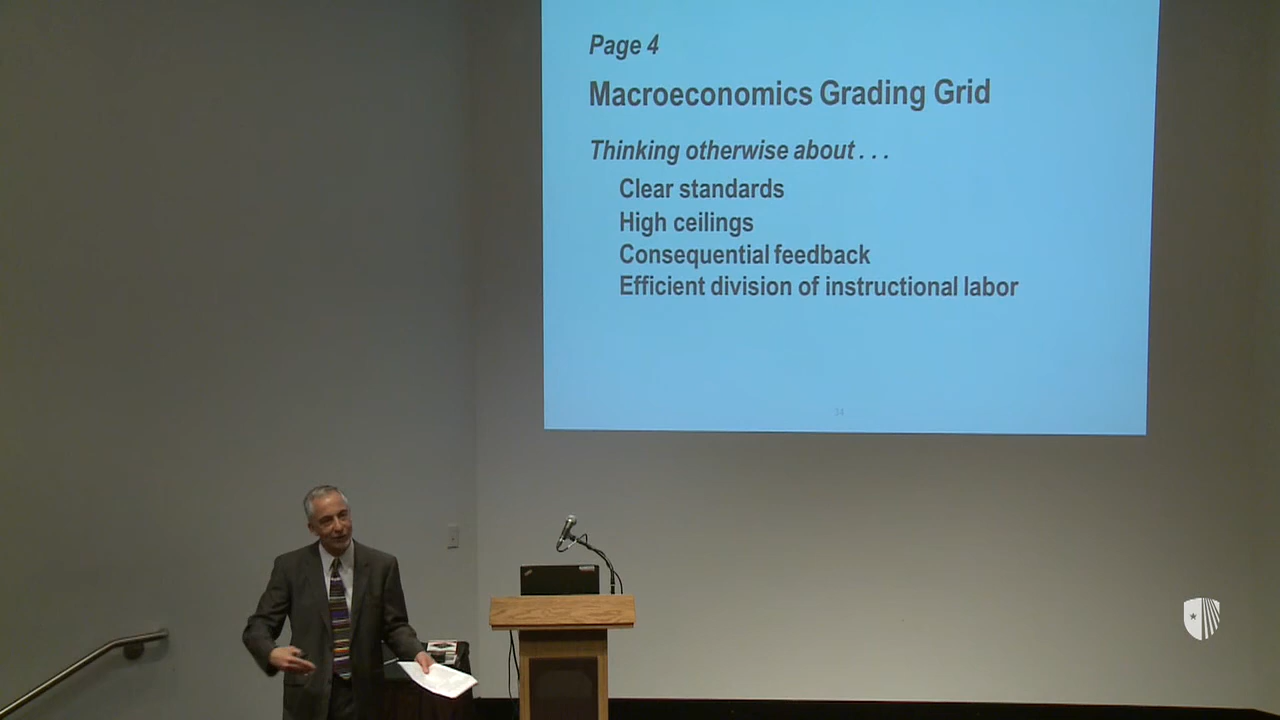 Page 4
Macroeconomics Grading Grid
Thinking otherwise about . . .
Clear standards
High ceilings
Consequential feedback
Efficient division of instructional labor
34